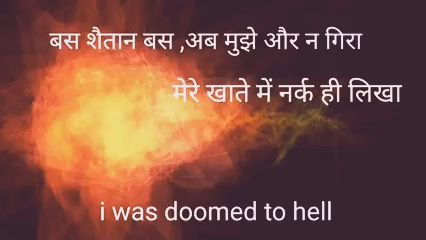 बस शैतान बस ,अब मुझे और न गिरा
मेरे खाते में नर्क ही लिखा
i was doomed to hell